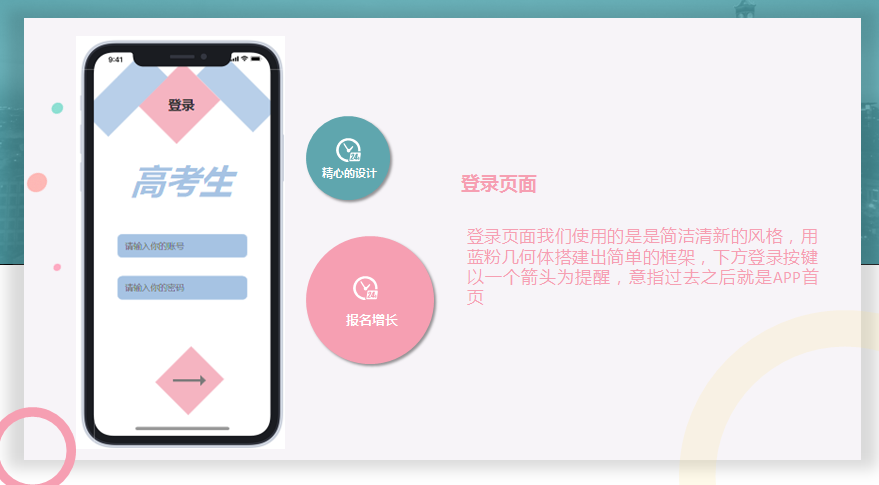 9:41
登录
高考生
请输入你的账号
请输入你的密码
24
精心的设计
24
报名增长
登录页面
登录页面我们使用的是是简洁清新的风格，用
蓝粉几何体搭建出简单的框架，下方登录按键
以一个箭头为提醒，意指过去之后就是APP首
页